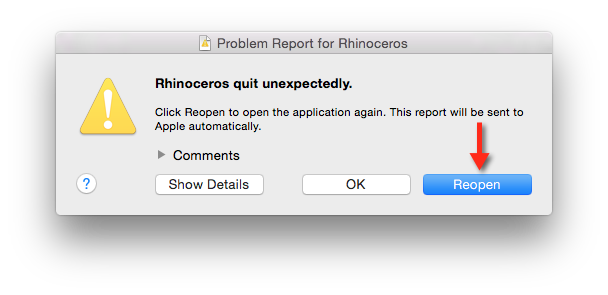 Problem Report for Rhinoceros
Rhinoceros quit unexpectedly.
Click Reopen to open the application again. This report will be sent to
Apple automatically.
Comments
? Show Details OK Reopen